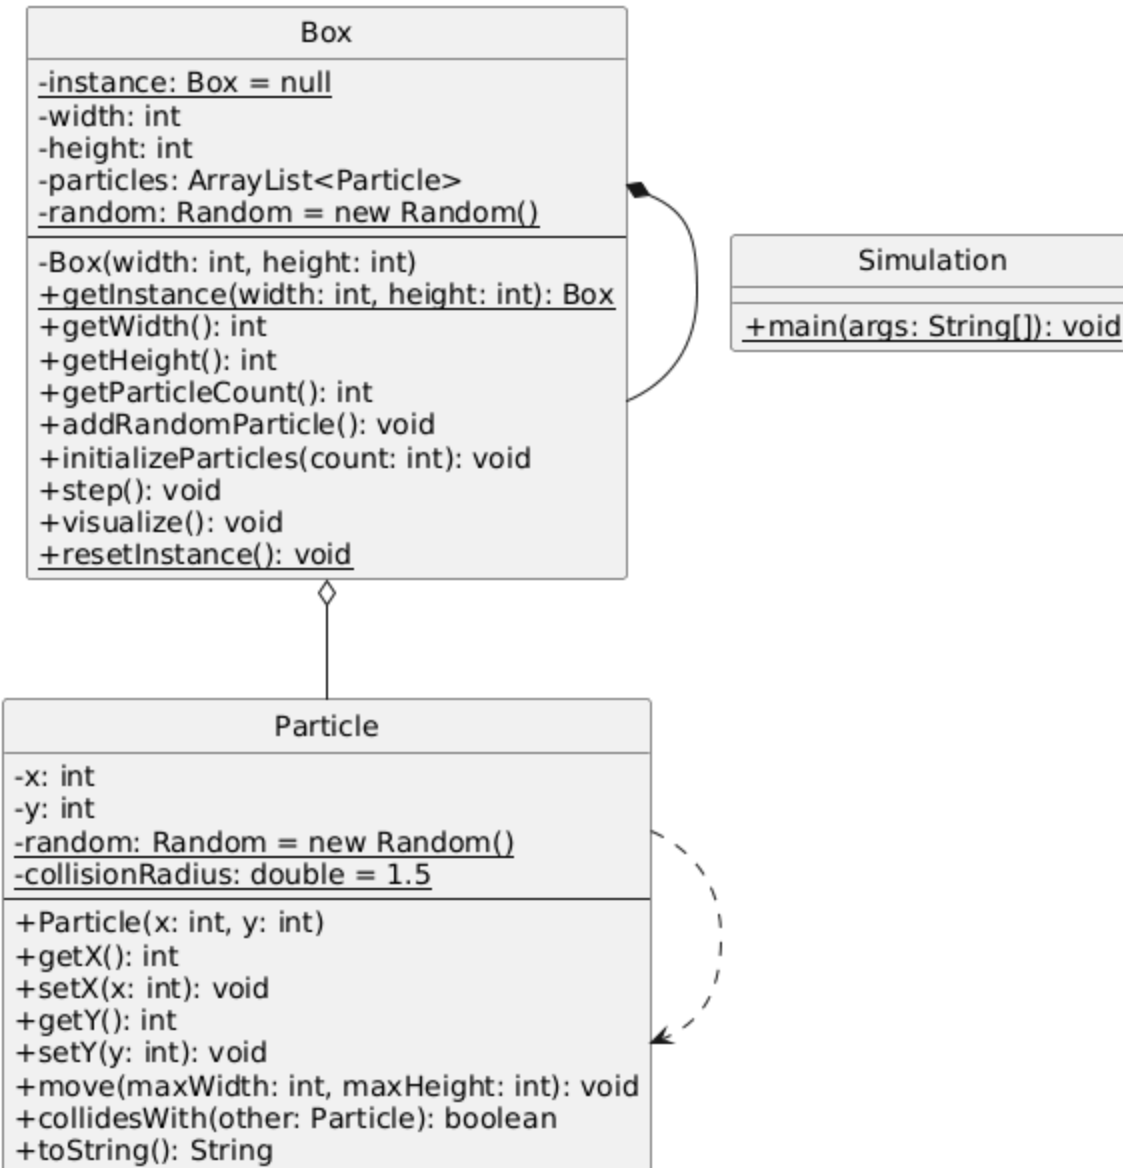 Box
-instance: Box = null
-width: int
-height: int
-particles: ArrayList<Particle>
-random: Random = new Random()
-Box(width: int, height: int)
+getInstance(width: int, height: int): Box
+getWidth(): int
+getHeight(): int
+getParticleCount(): int
+addRandomParticle(): void
+initializeParticles(count: int): void
+step(): void
+visualize(): void
+resetInstance(): void
Simulation
+main(args: String[]): void
Particle
-x: int
-y: int
-random: Random = new Random()
-collisionRadius: double = 1.5
+Particle(x: int, y: int)
+getX(): int
+setX(x: int): void
+getY(): int
+setY(y: int): void
+move(maxWidth: int, maxHeight: int): void
+collidesWith(other: Particle): boolean
+toString(): String